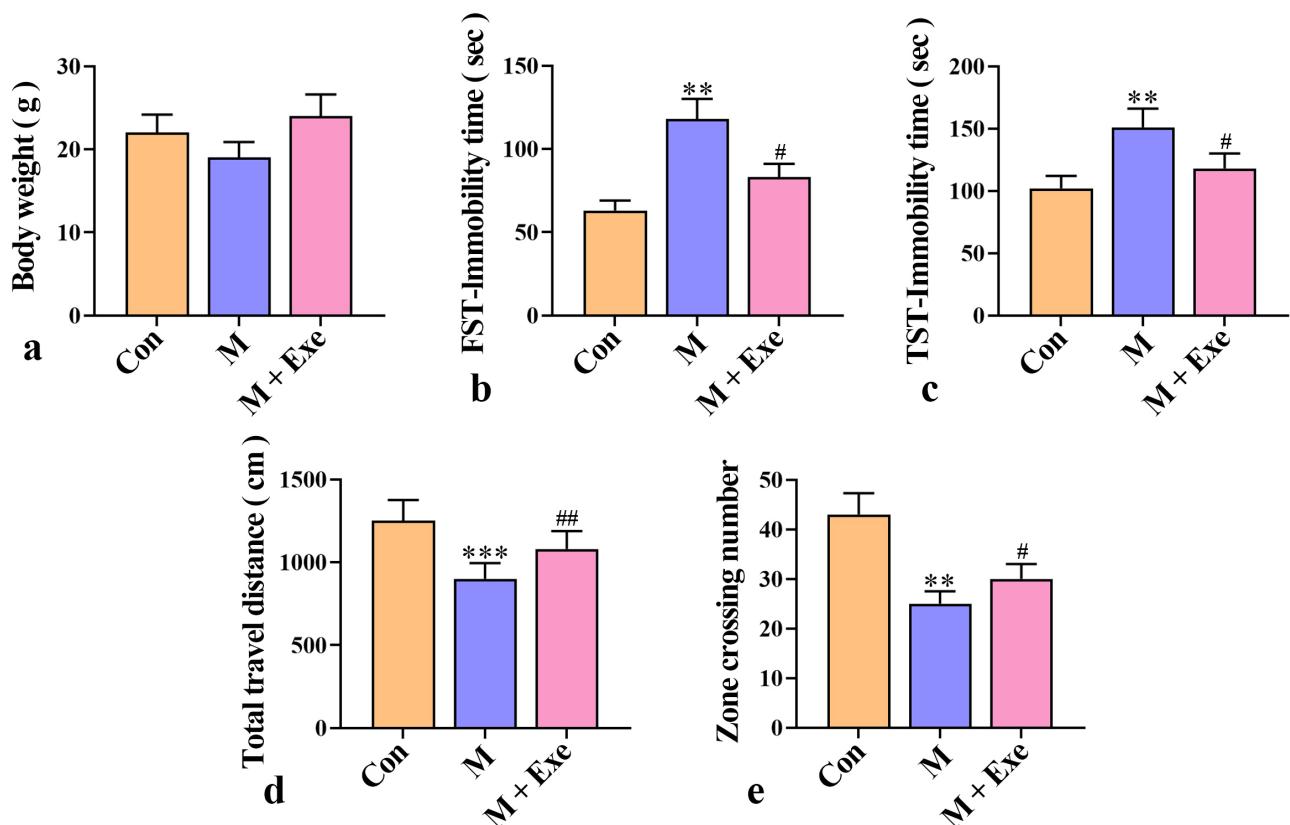 Body weight ( g )
30
20
10
0
Con
M
M + Exe
a
FST-Immobility time ( sec )
150
100
50
0
**
#
Con
M
M + Exe
b
TST-Immobility time ( sec )
200
150
100
50
0
**
#
Con
M
M + Exe
c
Total travel distance ( cm )
1500
1000
500
0
***
##
Con
M
M + Exe
d
Zone crossing number
50
40
30
20
10
0
**
#
Con
M
M + Exe
e